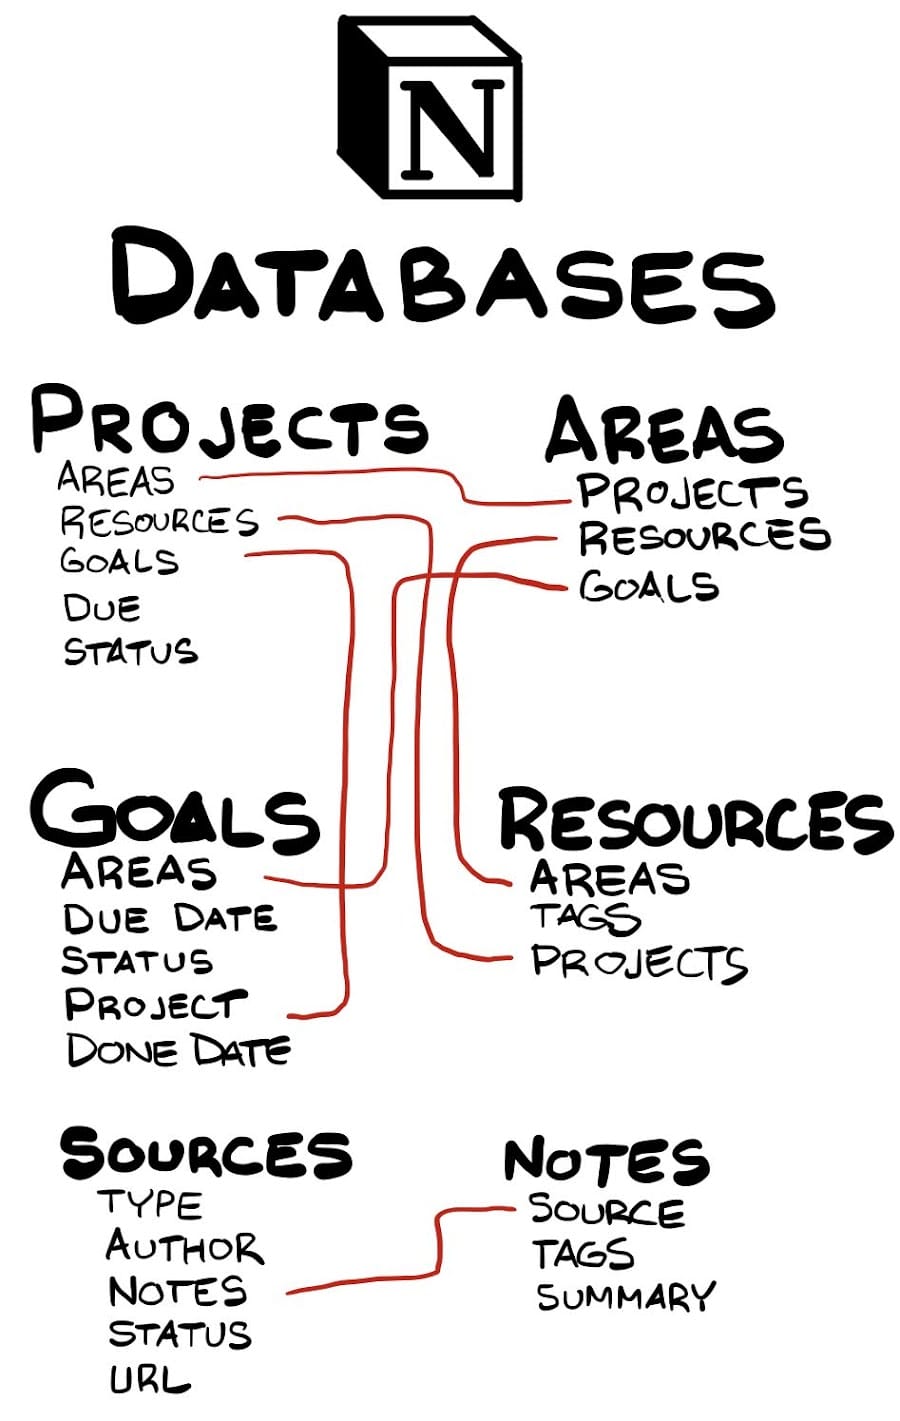 N
DATABASES
PROJECTS
AREAS
RESOURCES
GOALS
DUE
STATUS
AREAS
PROJECTS
RESOURCES
GOALS
GOALS
AREAS
DUE DATE
STATUS
PROJECT
DONE DATE
RESOURCES
AREAS
TAGS
PROJECTS
SOURCES
TYPE
AUTHOR
NOTES
STATUS
URL
NOTES
SOURCE
TAGS
SUMMARY